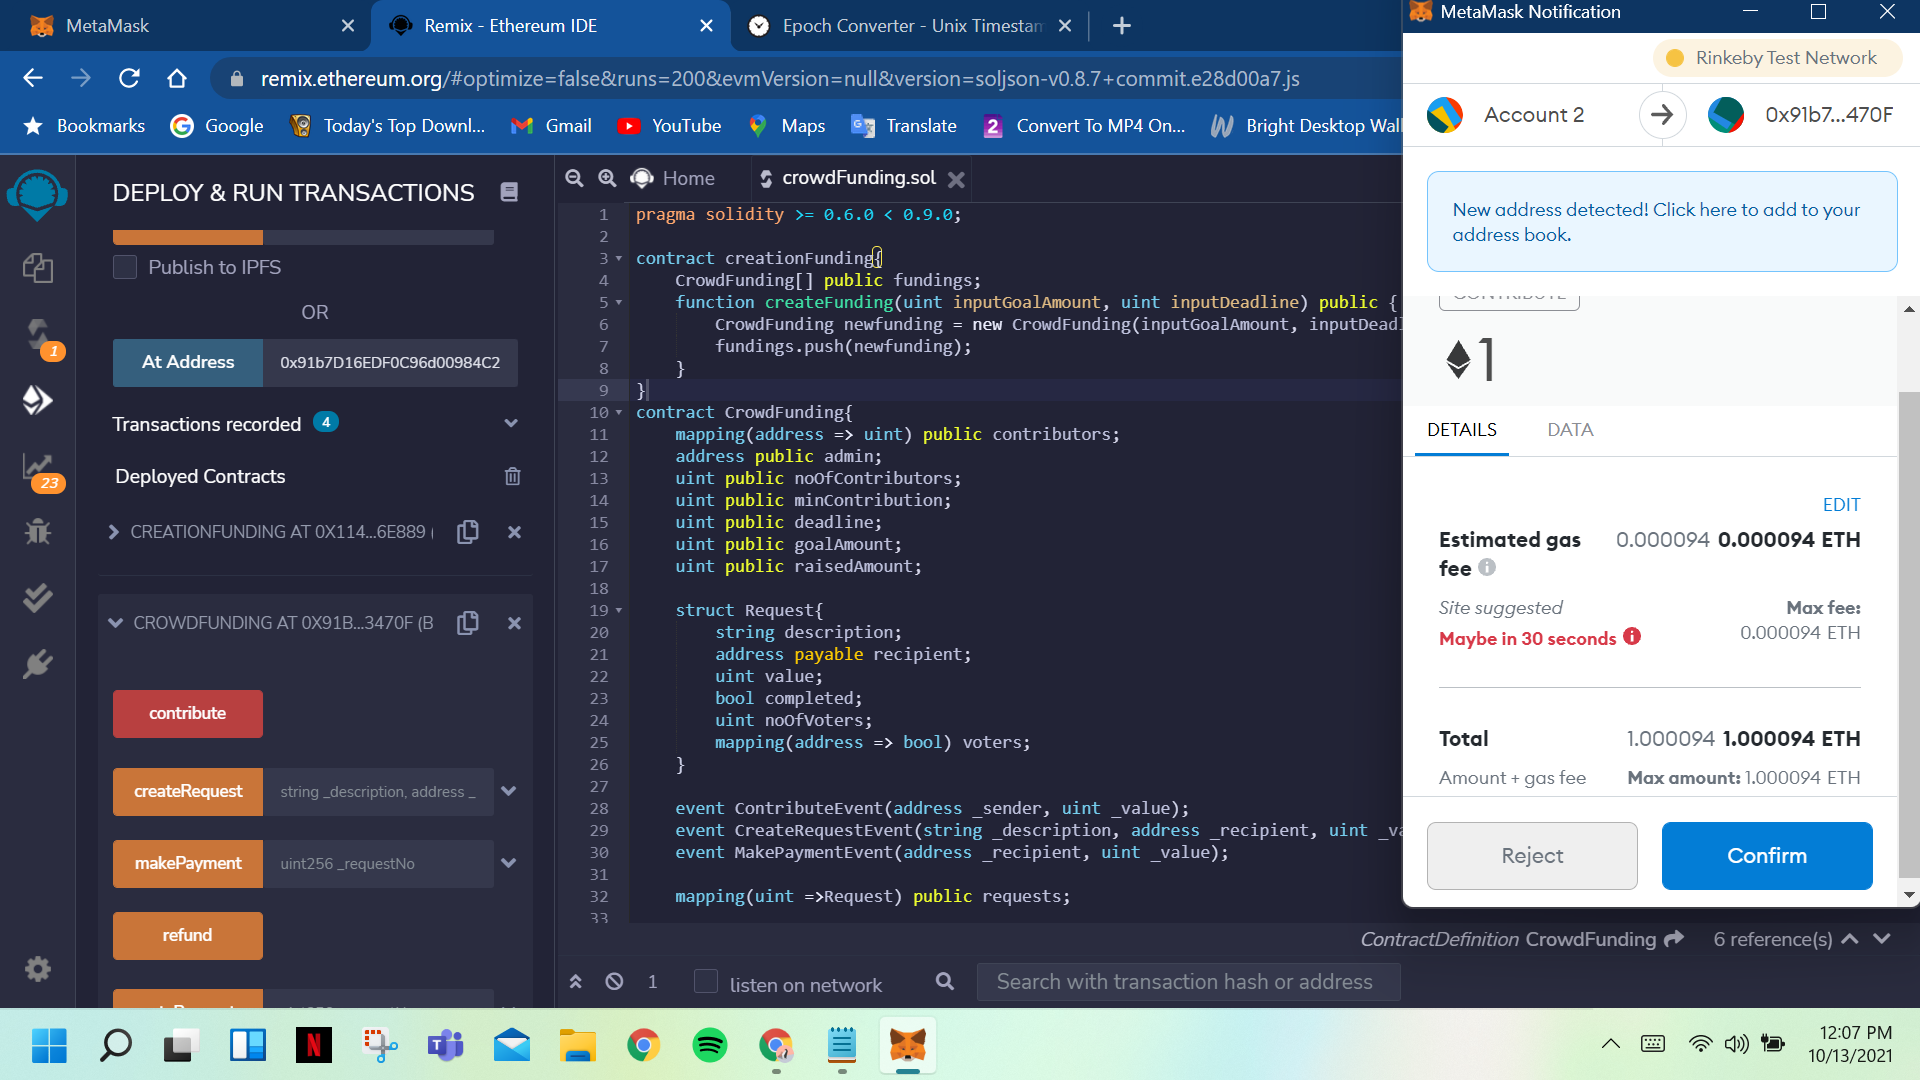 MetaMask
Remix - Ethereum IDE
Epoch Converter - Unix Timestam
remix.ethereum.org/#optimize=false&runs=200&evmVersion=null&version=soljson-v0.8.7+commit.e28d00a7.js
Bookmarks
Google
Today's Top Downl...
Gmail
YouTube
Maps
Translate
Convert To MP4 On...
Bright Desktop Wal
DEPLOY & RUN TRANSACTIONS
Publish to IPFS
OR
At Address
0x91b7D16EDF0C96d00984C2
Transactions recorded 4
Deployed Contracts
CREATIONFUNDING AT 0X114...6E889 (
CROWDFUNDING AT 0X91B...3470F (B
contribute
createRequest
string _description, address _
makePayment
uint256 _requestNo
refund
1
23
Home
crowdFunding.sol
1 pragma solidity >= 0.6.0 < 0.9.0;
2
3 contract creationFunding{
4 CrowdFunding[] public fundings;
5 function createFunding(uint inputGoalAmount, uint inputDeadline) public {
6 CrowdFunding newfunding = new CrowdFunding(inputGoalAmount, inputDeadl
7 fundings.push(newfunding);
8 }
9 }
10 contract CrowdFunding{
11 mapping(address => uint) public contributors;
12 address public admin;
13 uint public noOfContributors;
14 uint public minContribution;
15 uint public deadline;
16 uint public goalAmount;
17 uint public raisedAmount;
18
19 struct Request{
20 string description;
21 address payable recipient;
22 uint value;
23 bool completed;
24 uint noOfVoters;
25 mapping(address => bool) voters;
26 }
27
28 event ContributeEvent(address _sender, uint _value);
29 event CreateRequestEvent(string _description, address _recipient, uint _va
30 event MakePaymentEvent(address _recipient, uint _value);
31
32 mapping(uint =>Request) public requests;
33
ContractDefinition CrowdFunding
6 reference(s)
1
listen on network
Search with transaction hash or address
MetaMask Notification
Rinkeby Test Network
Account 2
0x91b7...470F
New address detected! Click here to add to your
address book.
CONTRIBUTE
1
DETAILS
DATA
EDIT
Estimated gas
fee
0.000094 0.000094 ETH
Site suggested
Maybe in 30 seconds
Max fee:
0.000094 ETH
Total
1.000094 1.000094 ETH
Amount + gas fee
Max amount: 1.000094 ETH
Reject
Confirm
12:07 PM
10/13/2021